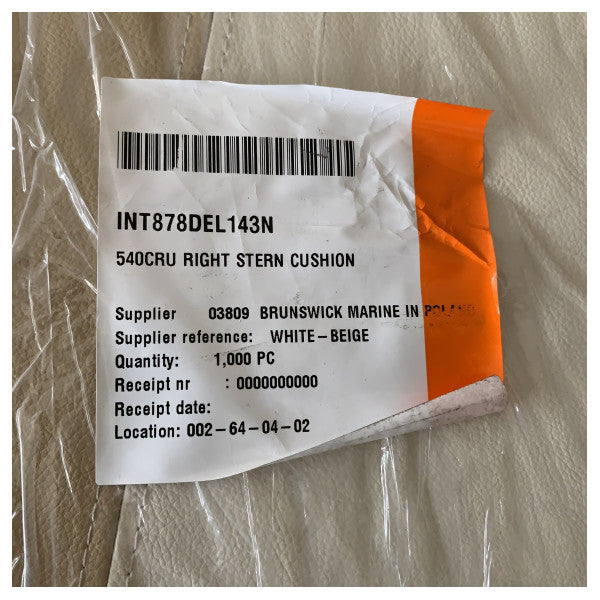 INT878DEL143N
540CRU RIGHT STERN CUSHION
Supplier 03809 BRUNSWICK MARINE IN POLAND
Supplier reference: WHITE-BEIGE
Quantity: 1,000 PC
Receipt nr : 0000000000
Receipt date:
Location: 002-64-04-02